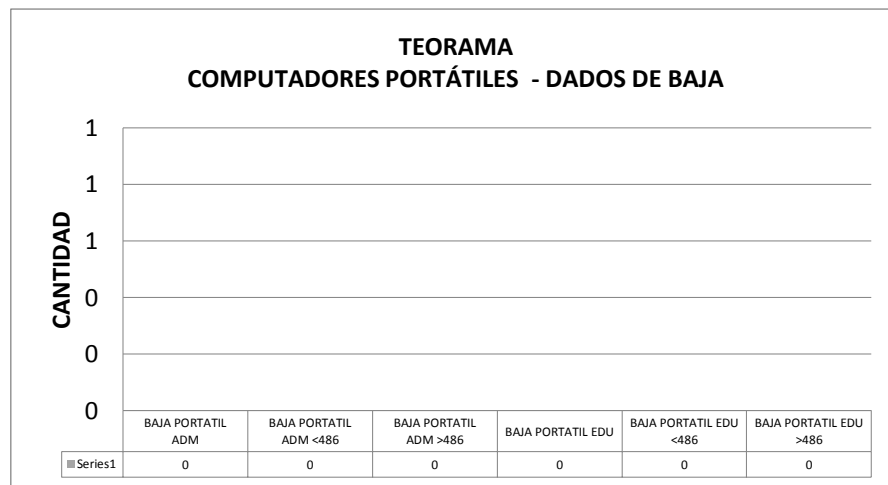 TEORAMA
COMPUTADORES PORTÁTILES - DADOS DE BAJA
CANTIDAD
1
1
1
0
0
0
BAJA PORTATIL
ADM
BAJA PORTATIL
ADM <486
BAJA PORTATIL
ADM >486
BAJA PORTATIL EDU
BAJA PORTATIL EDU
<486
BAJA PORTATIL EDU
>486
Series1 0 0 0 0 0 0